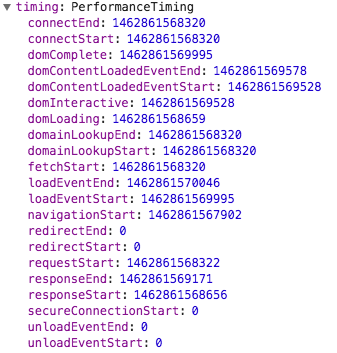 ▼ timing: PerformanceTiming
connectEnd: 1462861568320
connectStart: 1462861568320
domComplete: 1462861569995
domContentLoadedEventEnd: 1462861569578
domContentLoadedEventStart: 1462861569528
domInteractive: 1462861569528
domLoading: 1462861568659
domainLookupEnd: 1462861568320
domainLookupStart: 1462861568320
fetchStart: 1462861568320
loadEventEnd: 1462861570046
loadEventStart: 1462861569995
navigationStart: 1462861567902
redirectEnd: 0
redirectStart: 0
requestStart: 1462861568322
responseEnd: 1462861569171
responseStart: 1462861568656
secureConnectionStart: 0
unloadEventEnd: 0
unloadEventStart: 0